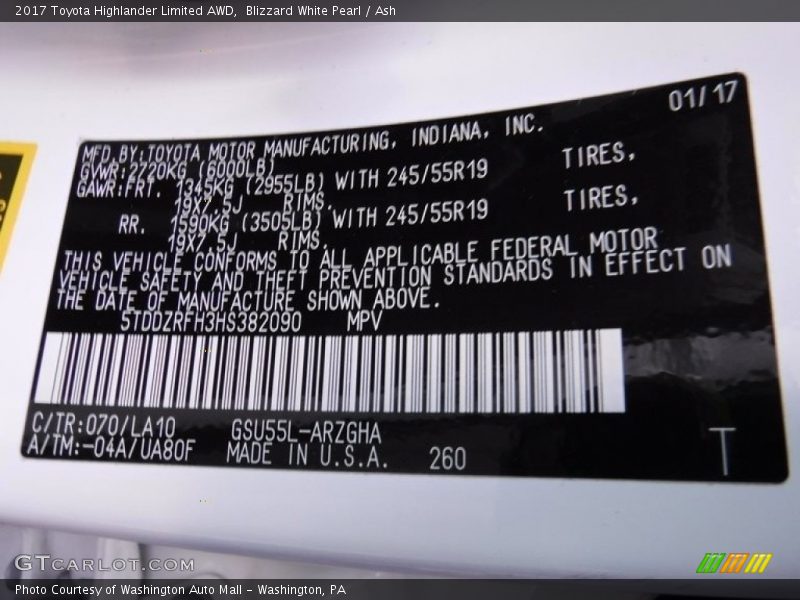 2017 Toyota Highlander Limited AWD, Blizzard White Pearl / Ash
01/17
MFD.BY:TOYOTA MOTOR MANUFACTURING, INDIANA, INC.
GVWR:2720KG (6000LB)
GAWR:FRT. 1345KG (2955LB) WITH 245/55R19 TIRES,
19X7.5J RIMS.
RR. 1590KG (3505LB) WITH 245/55R19 TIRES,
19X7.5J RIMS.
THIS VEHICLE CONFORMS TO ALL APPLICABLE FEDERAL MOTOR
VEHICLE SAFETY AND THEFT PREVENTION STANDARDS IN EFFECT ON
THE DATE OF MANUFACTURE SHOWN ABOVE.
5TDDZRFH3HS382090 MPV
C/TR:070/LA10 GSU55L-ARZGHA
A/TM:-04A/UA80F MADE IN U.S.A. 260
T
GTCARLOT.COM
Photo Courtesy of Washington Auto Mall - Washington, PA